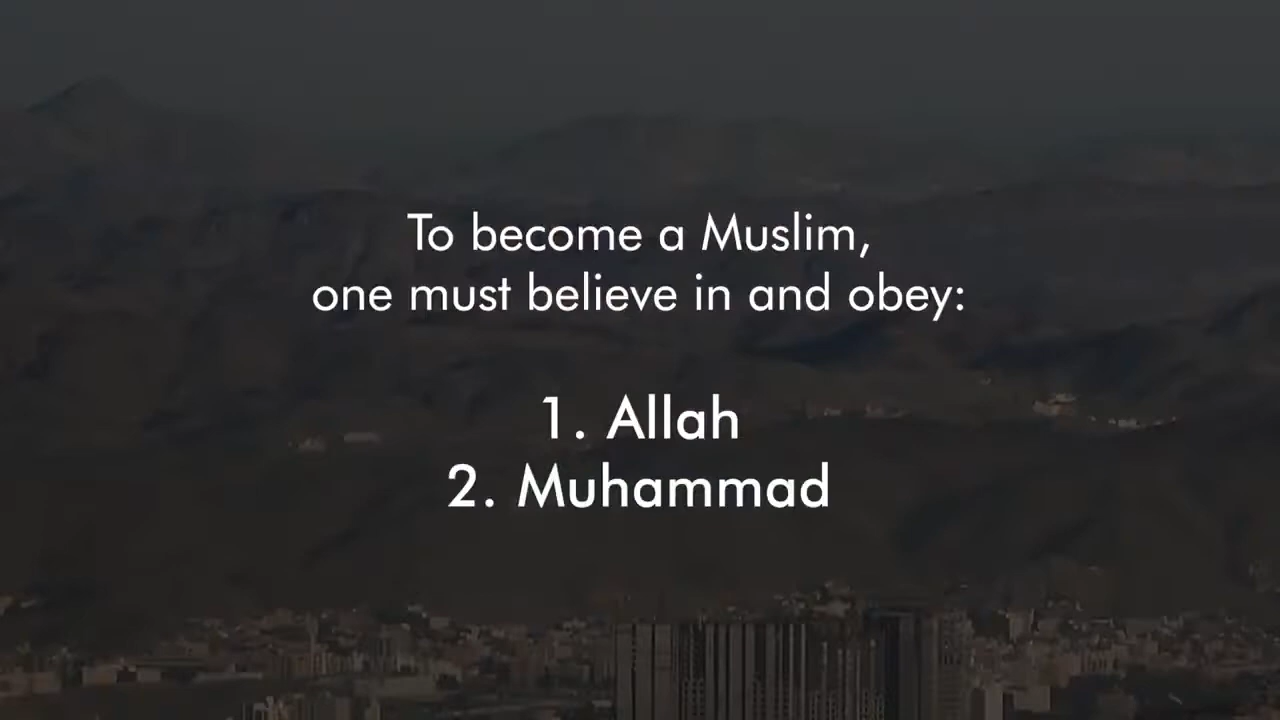 To become a Muslim,
one must believe in and obey:
1. Allah
2. Muhammad